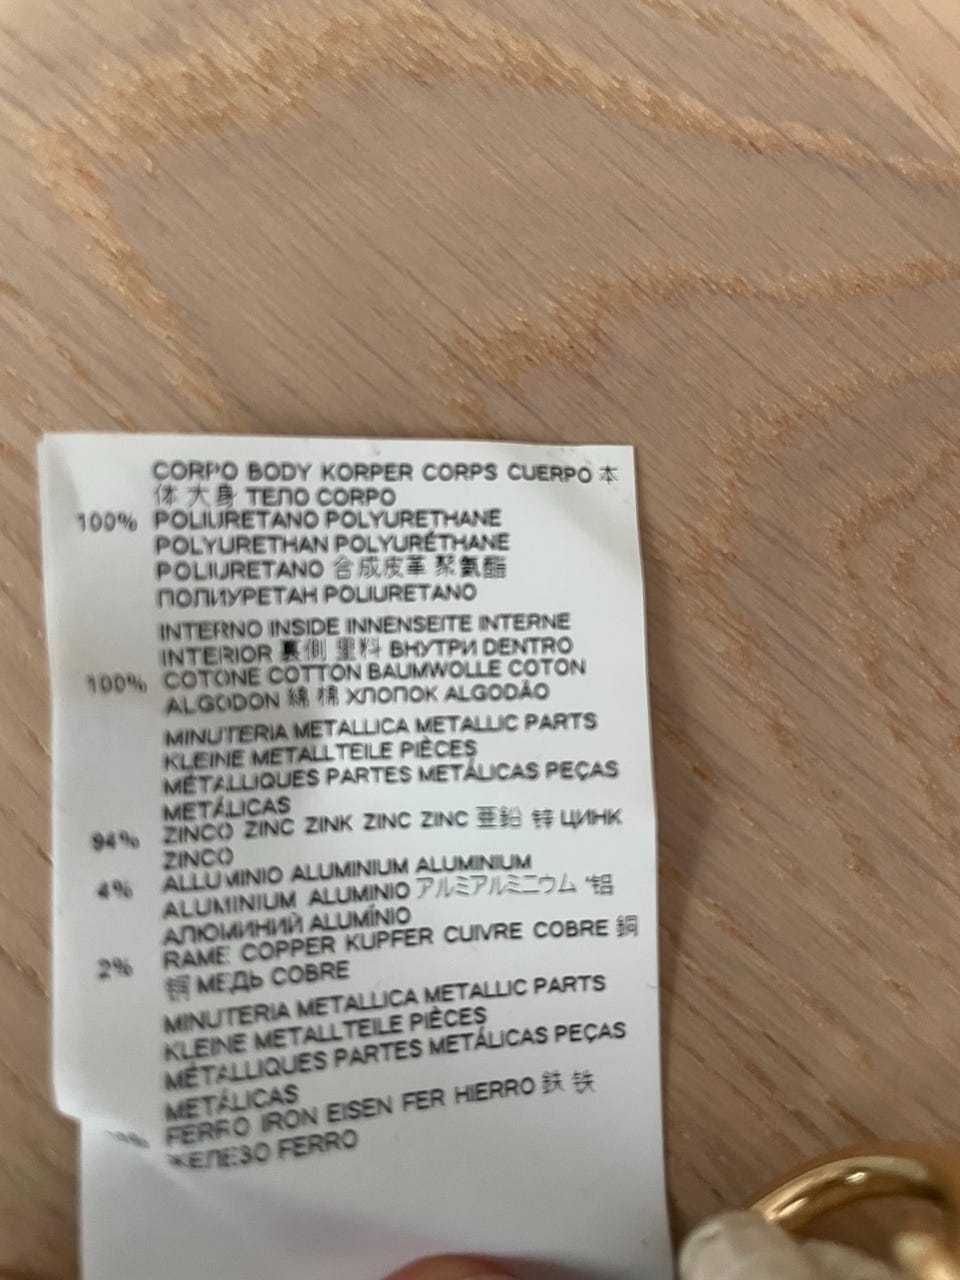 CORPO BODY KORPER CORPS CUERPO 本
体 大身 ТЕЛО CORPO
100% POLIURETANO POLYURETHANE
POLYURETHAN POLYURÉTHANE
POLIURETANO 合成皮革 聚氨酯
ПОЛИУРЕТАН POLIURETANO
INTERNO INSIDE INNENSEITE INTERNE
INTERIOR 裏側 里料 ВНУТРИ DENTRO
100% COTONE COTTON BAUMWOLLE COTON
ALGODON 綿 棉 ХЛОПОК ALGODÃO
MINUTERIA METALLICA METALLIC PARTS
KLEINE METALLTEILE PIÈCES
MÉTALLIQUES PARTES METÁLICAS PEÇAS
METÁLICAS
94% ZINCO ZINC ZINK ZINC ZINC 亜鉛 锌 ЦИНК
ZINCO
4% ALLUMINIO ALUMINIUM ALUMINIUM
ALUMINIUM ALUMINIO アルミアルミニウム 铝
АЛЮМИНИЙ ALUMÍNIO
2% RAME COPPER KUPFER CUIVRE COBRE 銅
铜 МЕДЬ COBRE
MINUTERIA METALLICA METALLIC PARTS
KLEINE METALLTEILE PIÈCES
MÉTALLIQUES PARTES METÁLICAS PEÇAS
METÁLICAS
FERRO IRON EISEN FER HIERRO 鉄 铁
ЖЕЛЕЗО FERRO